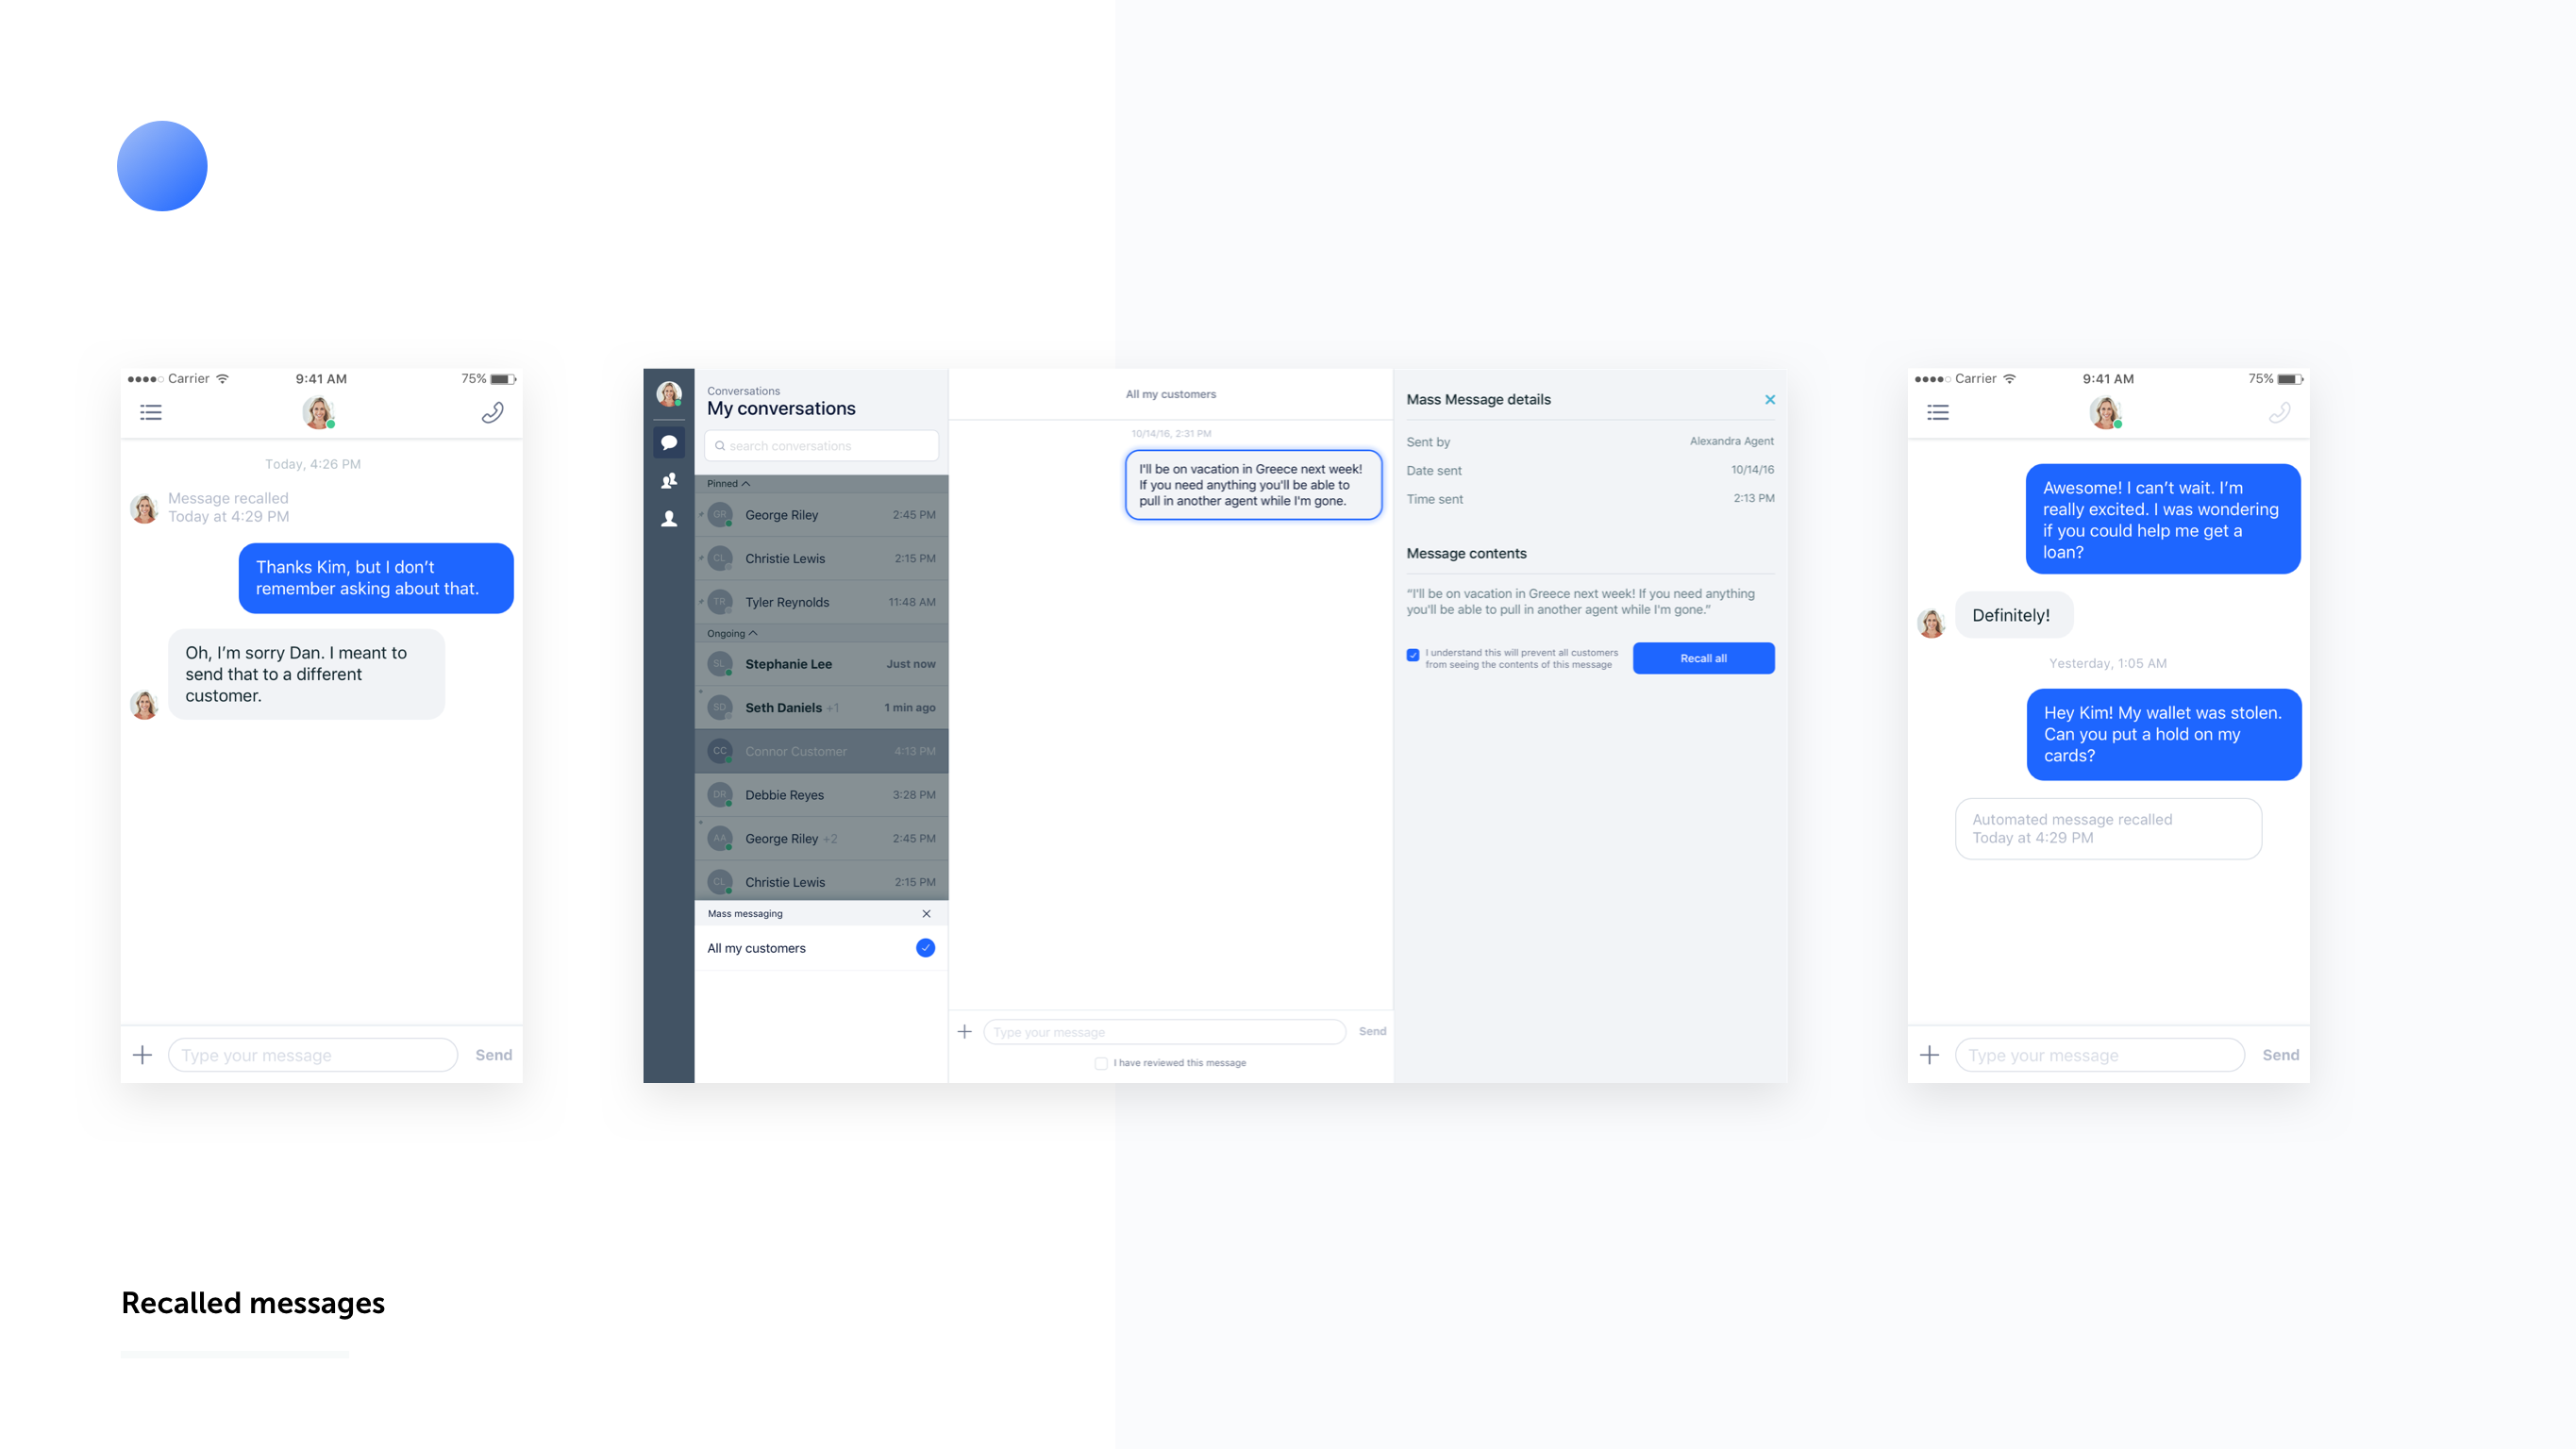 Carrier 9:41 AM 75%
Today, 4:26 PM
Message recalled
Today at 4:29 PM
Thanks Kim, but I don't
remember asking about that.
Oh, I'm sorry Dan. I meant to
send that to a different
customer.
Type your message Send
Conversations
My conversations
search conversations
Pinned
GR George Riley 2:45 PM
CL Christie Lewis 2:15 PM
TR Tyler Reynolds 11:48 AM
Ongoing
SL Stephanie Lee Just now
SD Seth Daniels +1 1 min ago
CC Connor Customer 4:13 PM
DR Debbie Reyes 3:28 PM
AA George Riley +2 2:45 PM
CL Christie Lewis 2:15 PM
Mass messaging
All my customers
All my customers
10/14/16, 2:31 PM
I'll be on vacation in Greece next week!
If you need anything you'll be able to
pull in another agent while I'm gone.
Type your message Send
I have reviewed this message
Mass Message details
Sent by Alexandra Agent
Date sent 10/14/16
Time sent 2:13 PM
Message contents
“I'll be on vacation in Greece next week! If you need anything
you'll be able to pull in another agent while I'm gone.”
I understand this will prevent all customers
from seeing the contents of this message
Recall all
Carrier 9:41 AM 75%
Awesome! I can't wait. I'm
really excited. I was wondering
if you could help me get a
loan?
Definitely!
Yesterday, 1:05 AM
Hey Kim! My wallet was stolen.
Can you put a hold on my
cards?
Automated message recalled
Today at 4:29 PM
Type your message Send
Recalled messages